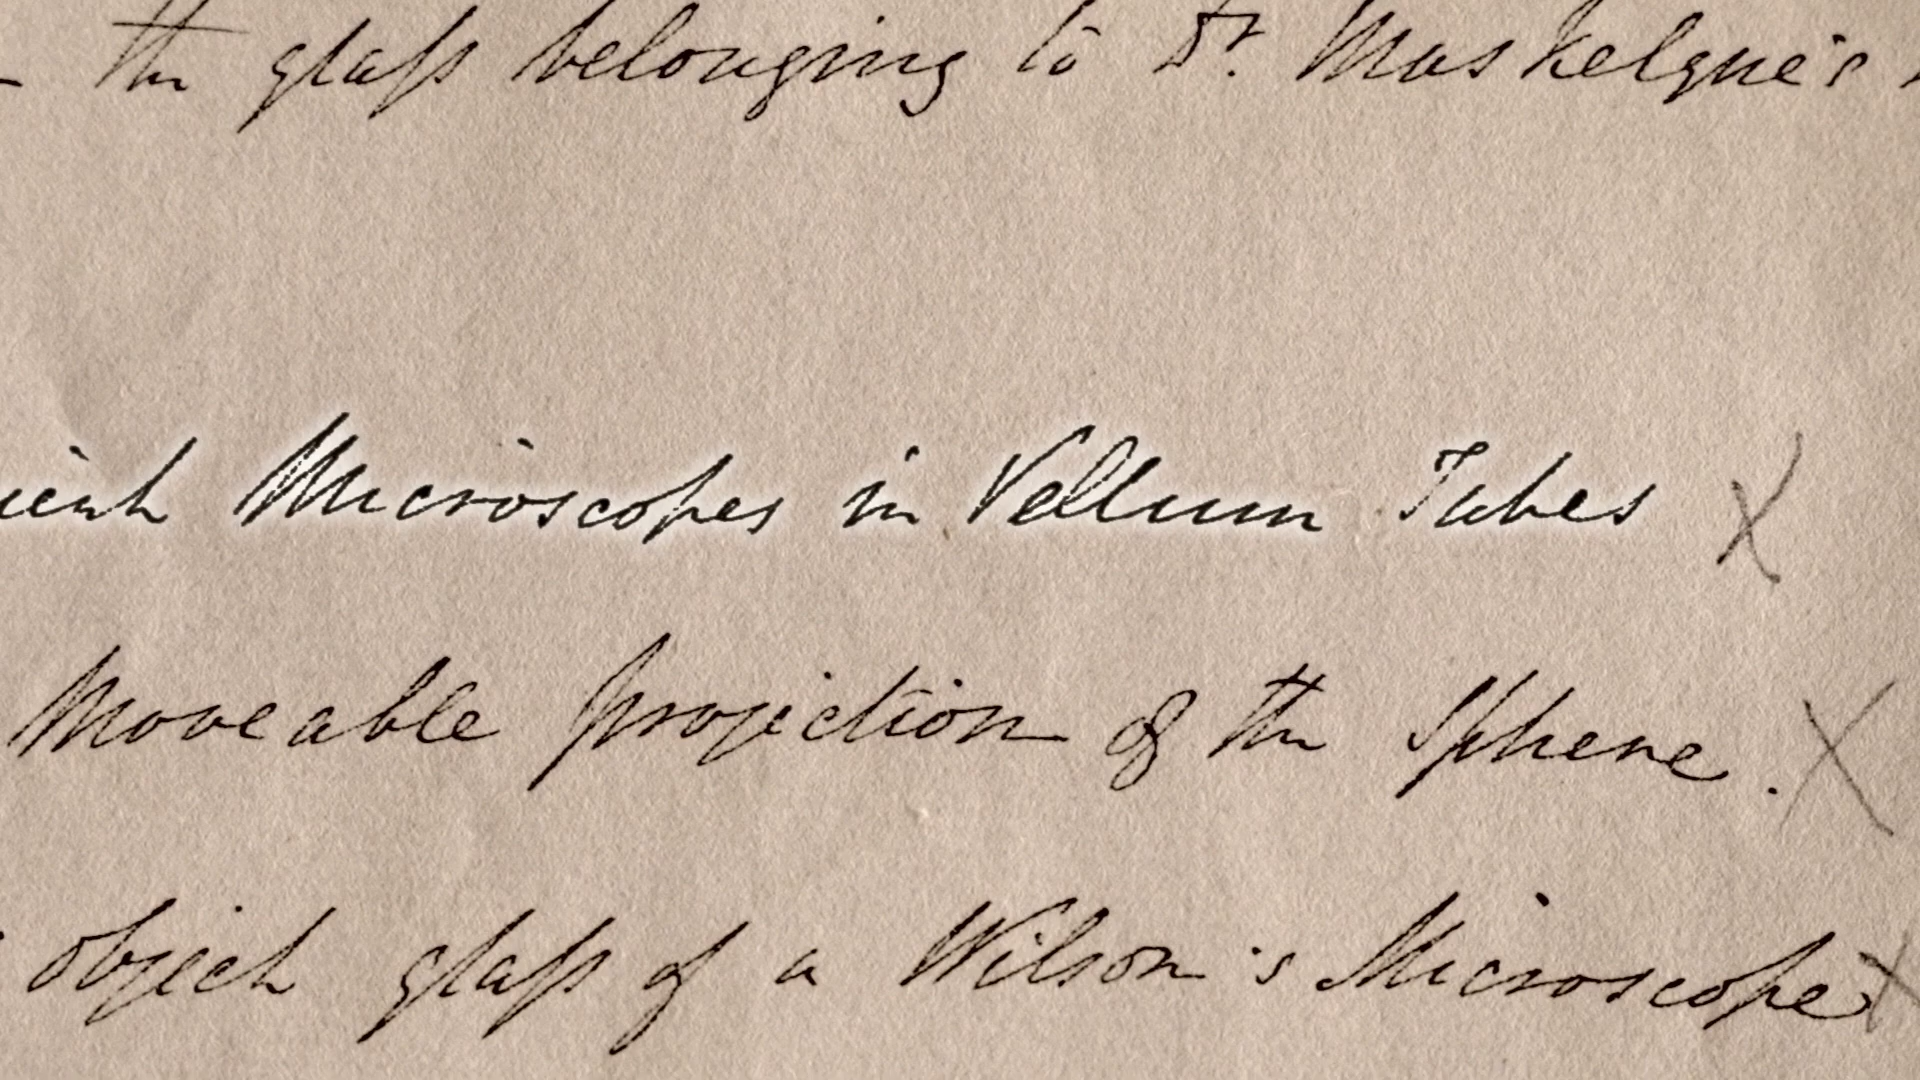 the glass belonging to Dr. Maskelyne's
Microscopes in Vellum Tubes X
Moveable projection of the Sphere. X
object glass of a Wilson's Microscope X